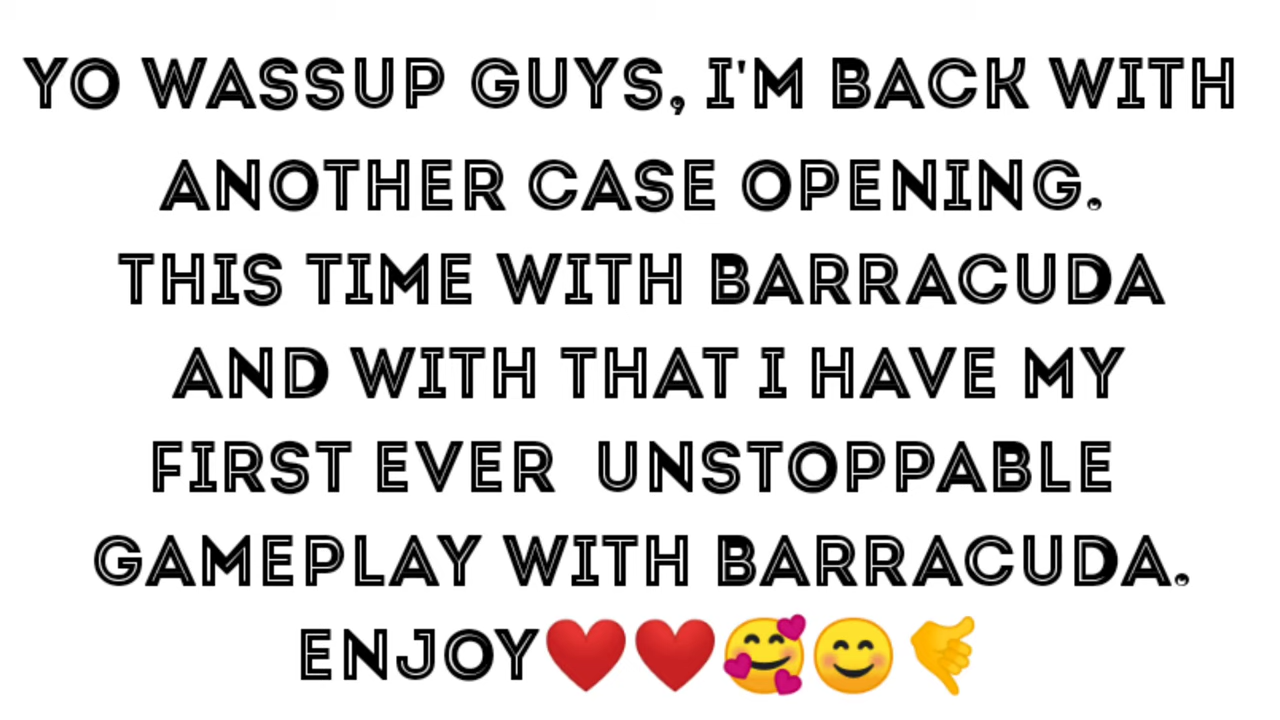 YO WASSUP GUYS, I'M BACK WITH
ANOTHER CASE OPENING.
THIS TIME WITH BARRACUDA
AND WITH THAT I HAVE MY
FIRST EVER UNSTOPPABLE
GAMEPLAY WITH BARRACUDA.
ENJOY❤️❤️🥰😊🤙